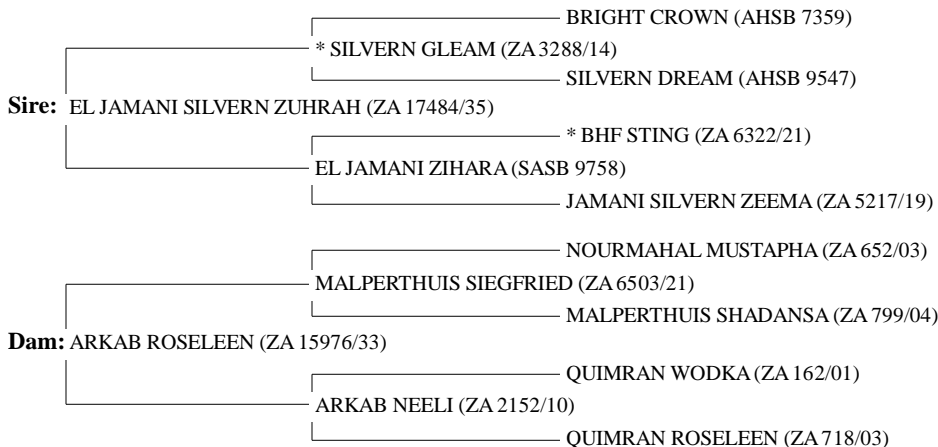 BRIGHT CROWN (AHSB 7359)
* SILVERN GLEAM (ZA 3288/14)
SILVERN DREAM (AHSB 9547)
Sire: EL JAMANI SILVERN ZUHRAH (ZA 17484/35)
* BHF STING (ZA 6322/21)
EL JAMANI ZIHARA (SASB 9758)
JAMANI SILVERN ZEEMA (ZA 5217/19)
NOURMAHAL MUSTAPHA (ZA 652/03)
MALPERTHUIS SIEGFRIED (ZA 6503/21)
MALPERTHUIS SHADANSA (ZA 799/04)
Dam: ARKAB ROSELEEN (ZA 15976/33)
QUIMRAN WODKA (ZA 162/01)
ARKAB NEELI (ZA 2152/10)
QUIMRAN ROSELEEN (ZA 718/03)